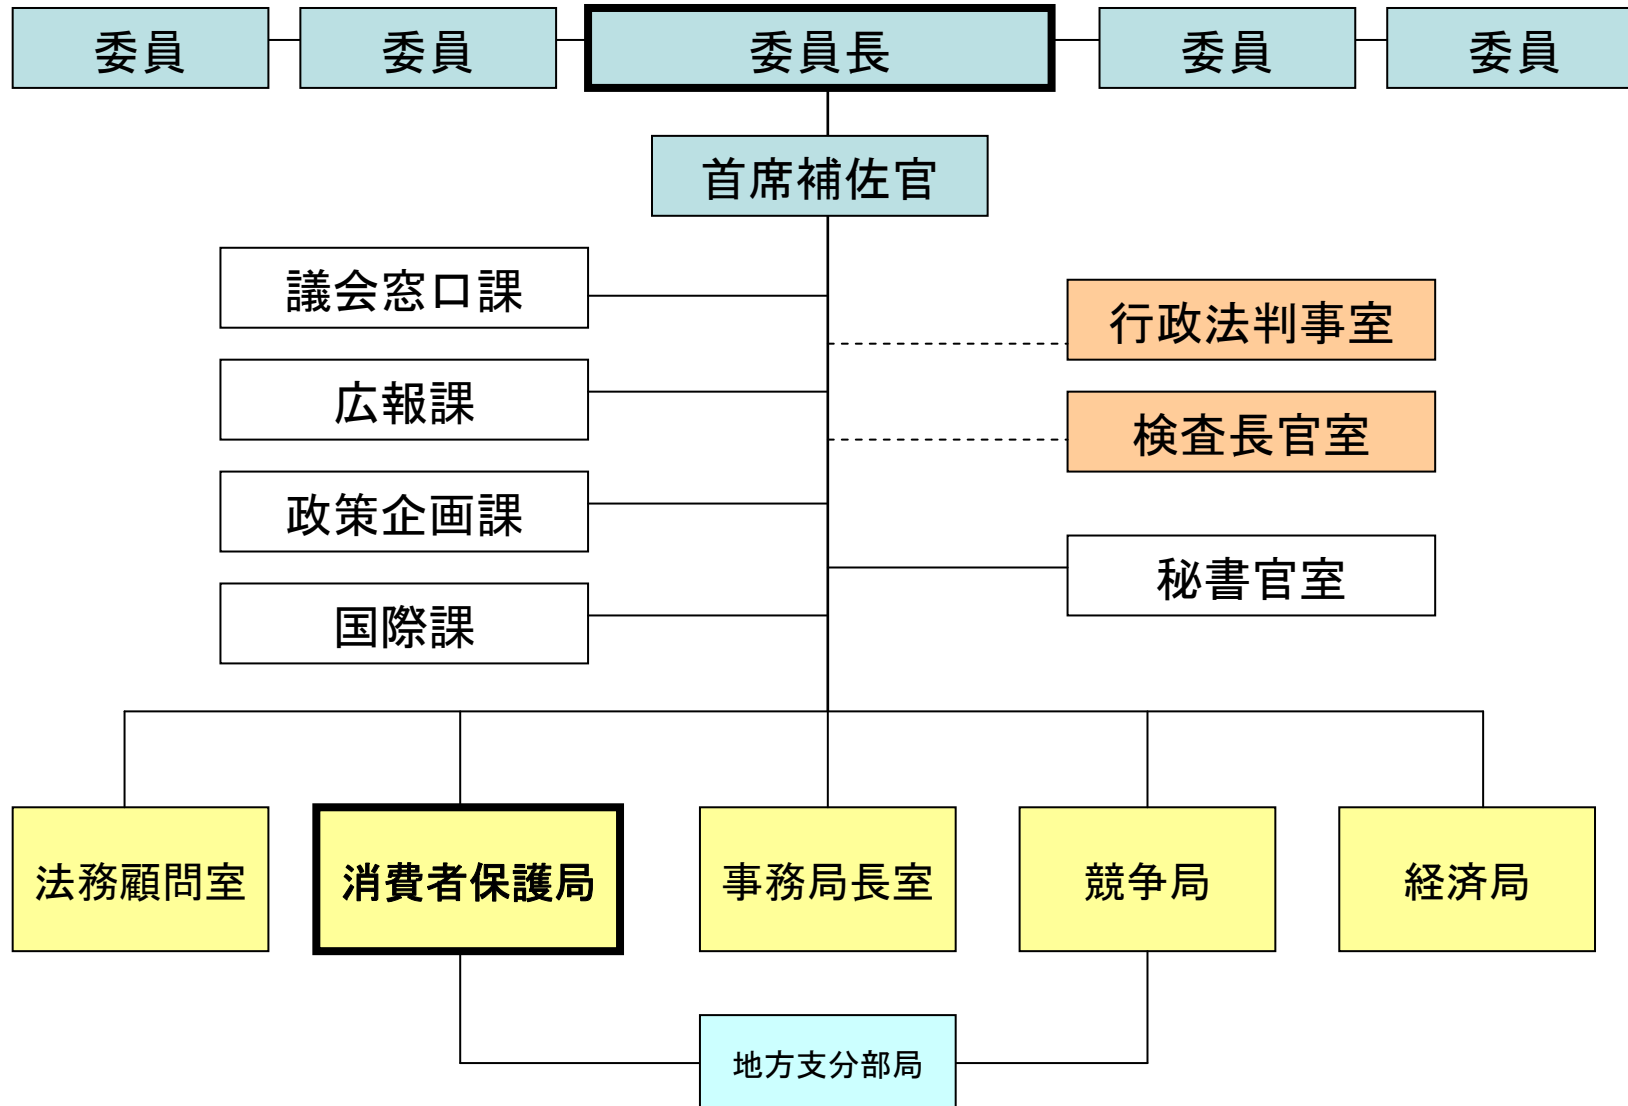 委員
委員
委員長
委員
委員
首席補佐官
議会窓口課
行政法判事室
広報課
検査長官室
政策企画課
秘書官室
国際課
法務顧問室
消費者保護局
事務局長室
競争局
経済局
地方支分部局